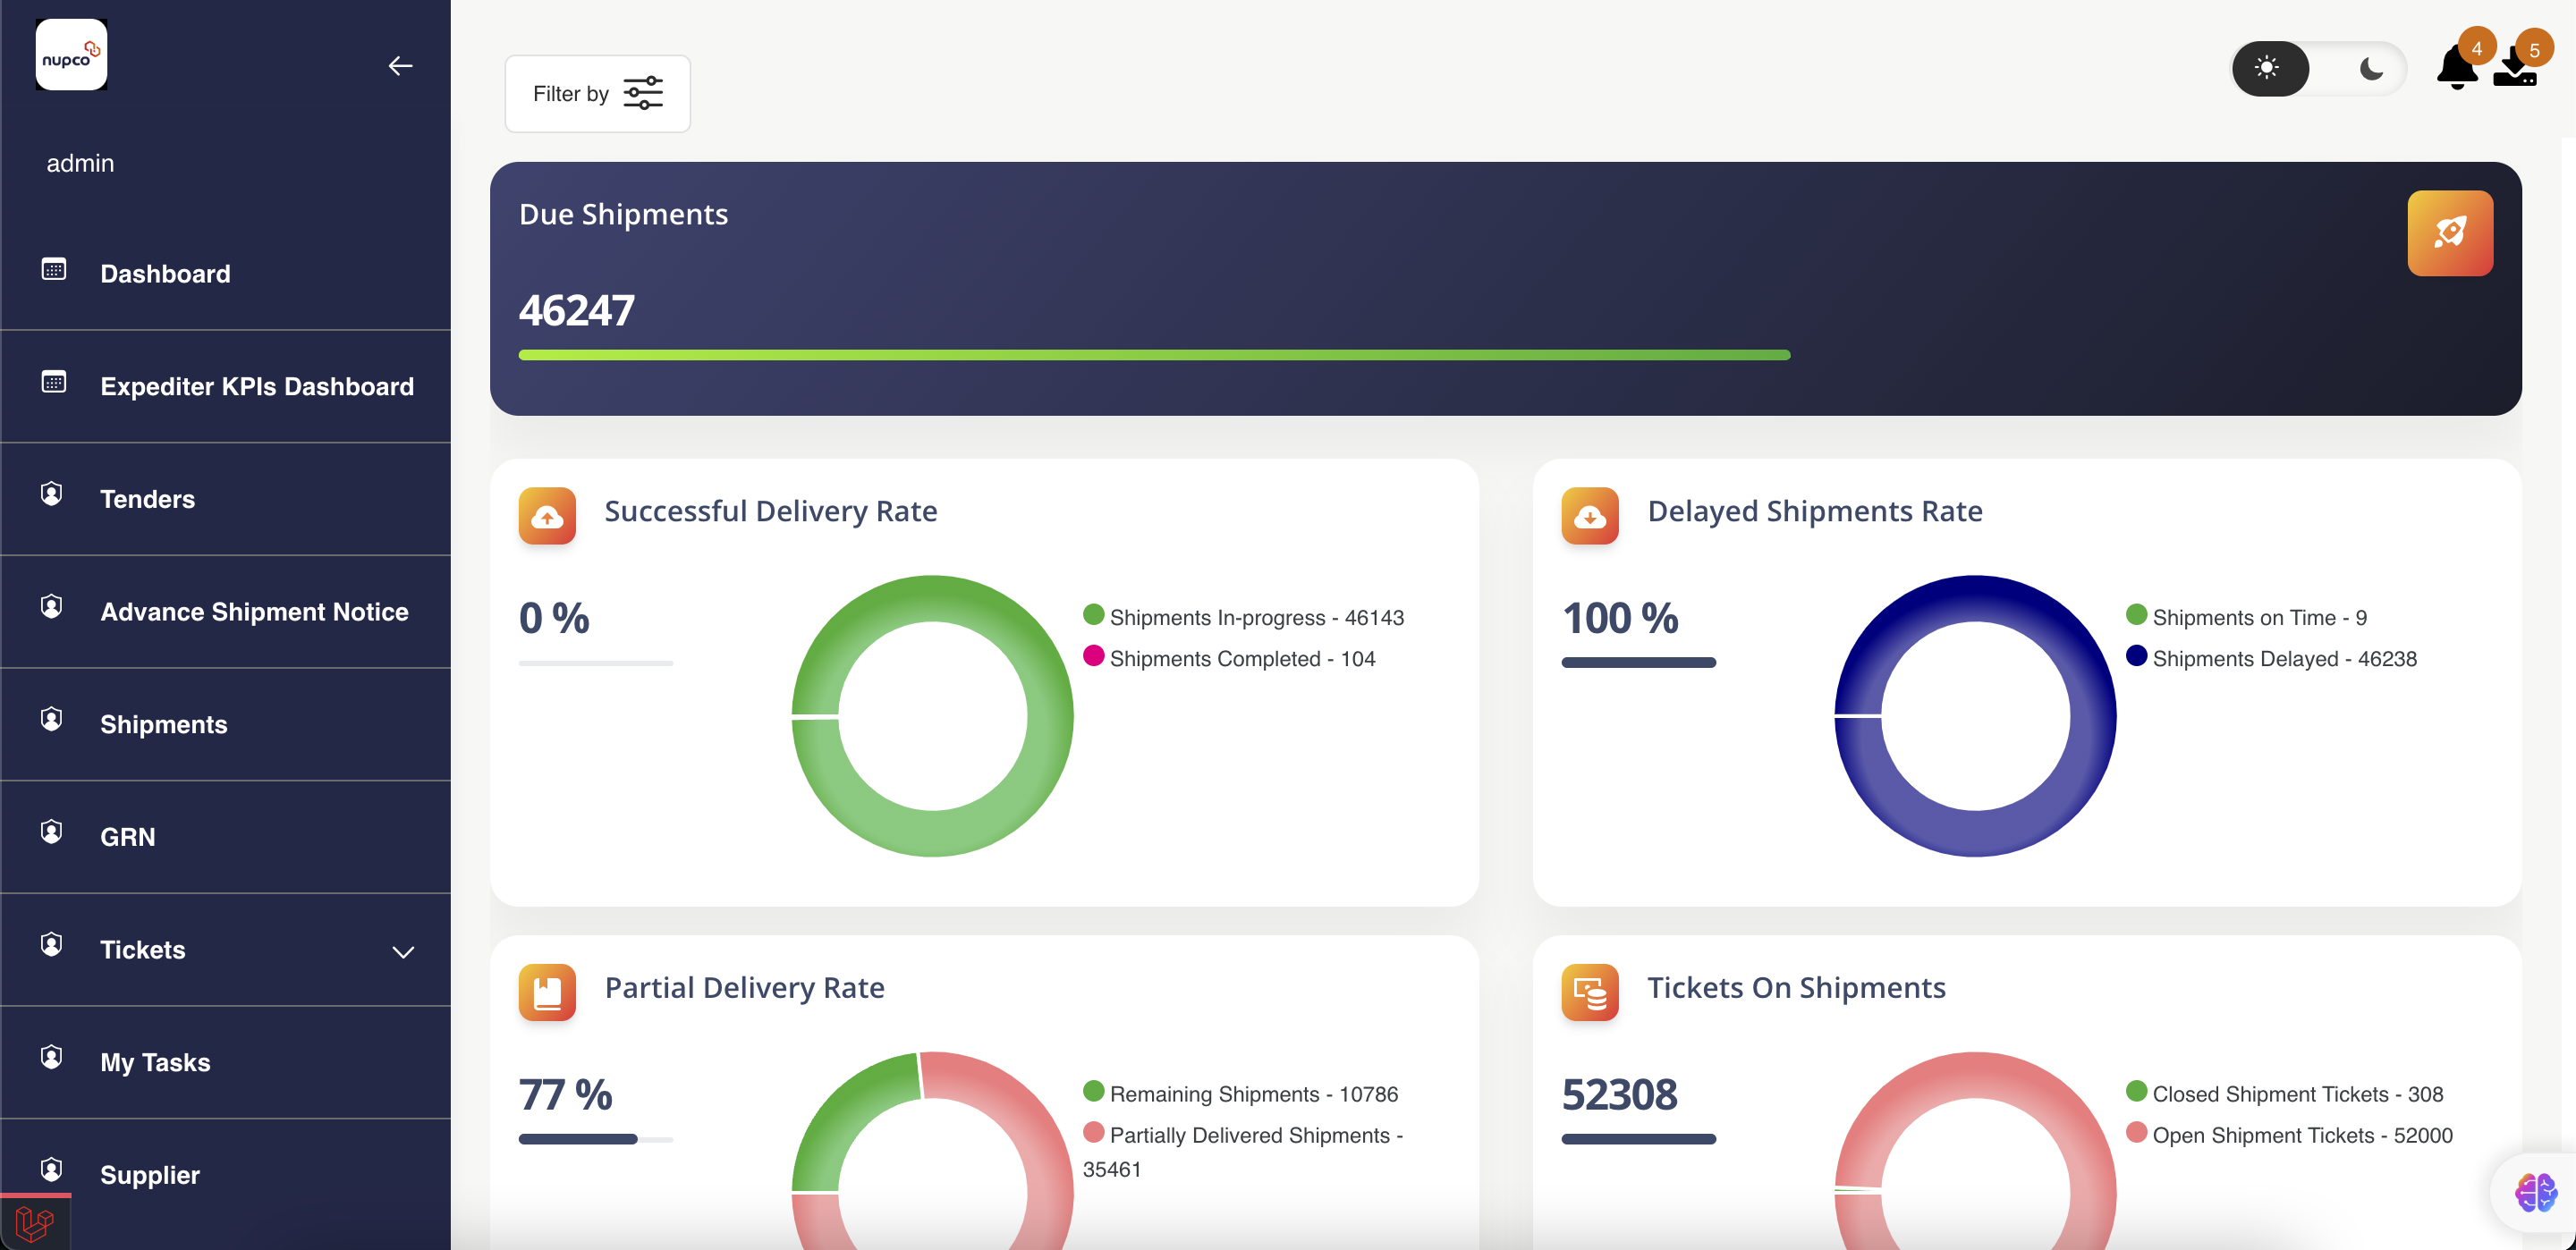 nupco
admin
Dashboard
Expediter KPIs Dashboard
Tenders
Advance Shipment Notice
Shipments
GRN
Tickets
My Tasks
Supplier
Filter by
4
5
Due Shipments
46247
Successful Delivery Rate
0 %
Shipments In-progress - 46143
Shipments Completed - 104
Delayed Shipments Rate
100 %
Shipments on Time - 9
Shipments Delayed - 46238
Partial Delivery Rate
77 %
Remaining Shipments - 10786
Partially Delivered Shipments -
35461
Tickets On Shipments
52308
Closed Shipment Tickets - 308
Open Shipment Tickets - 52000